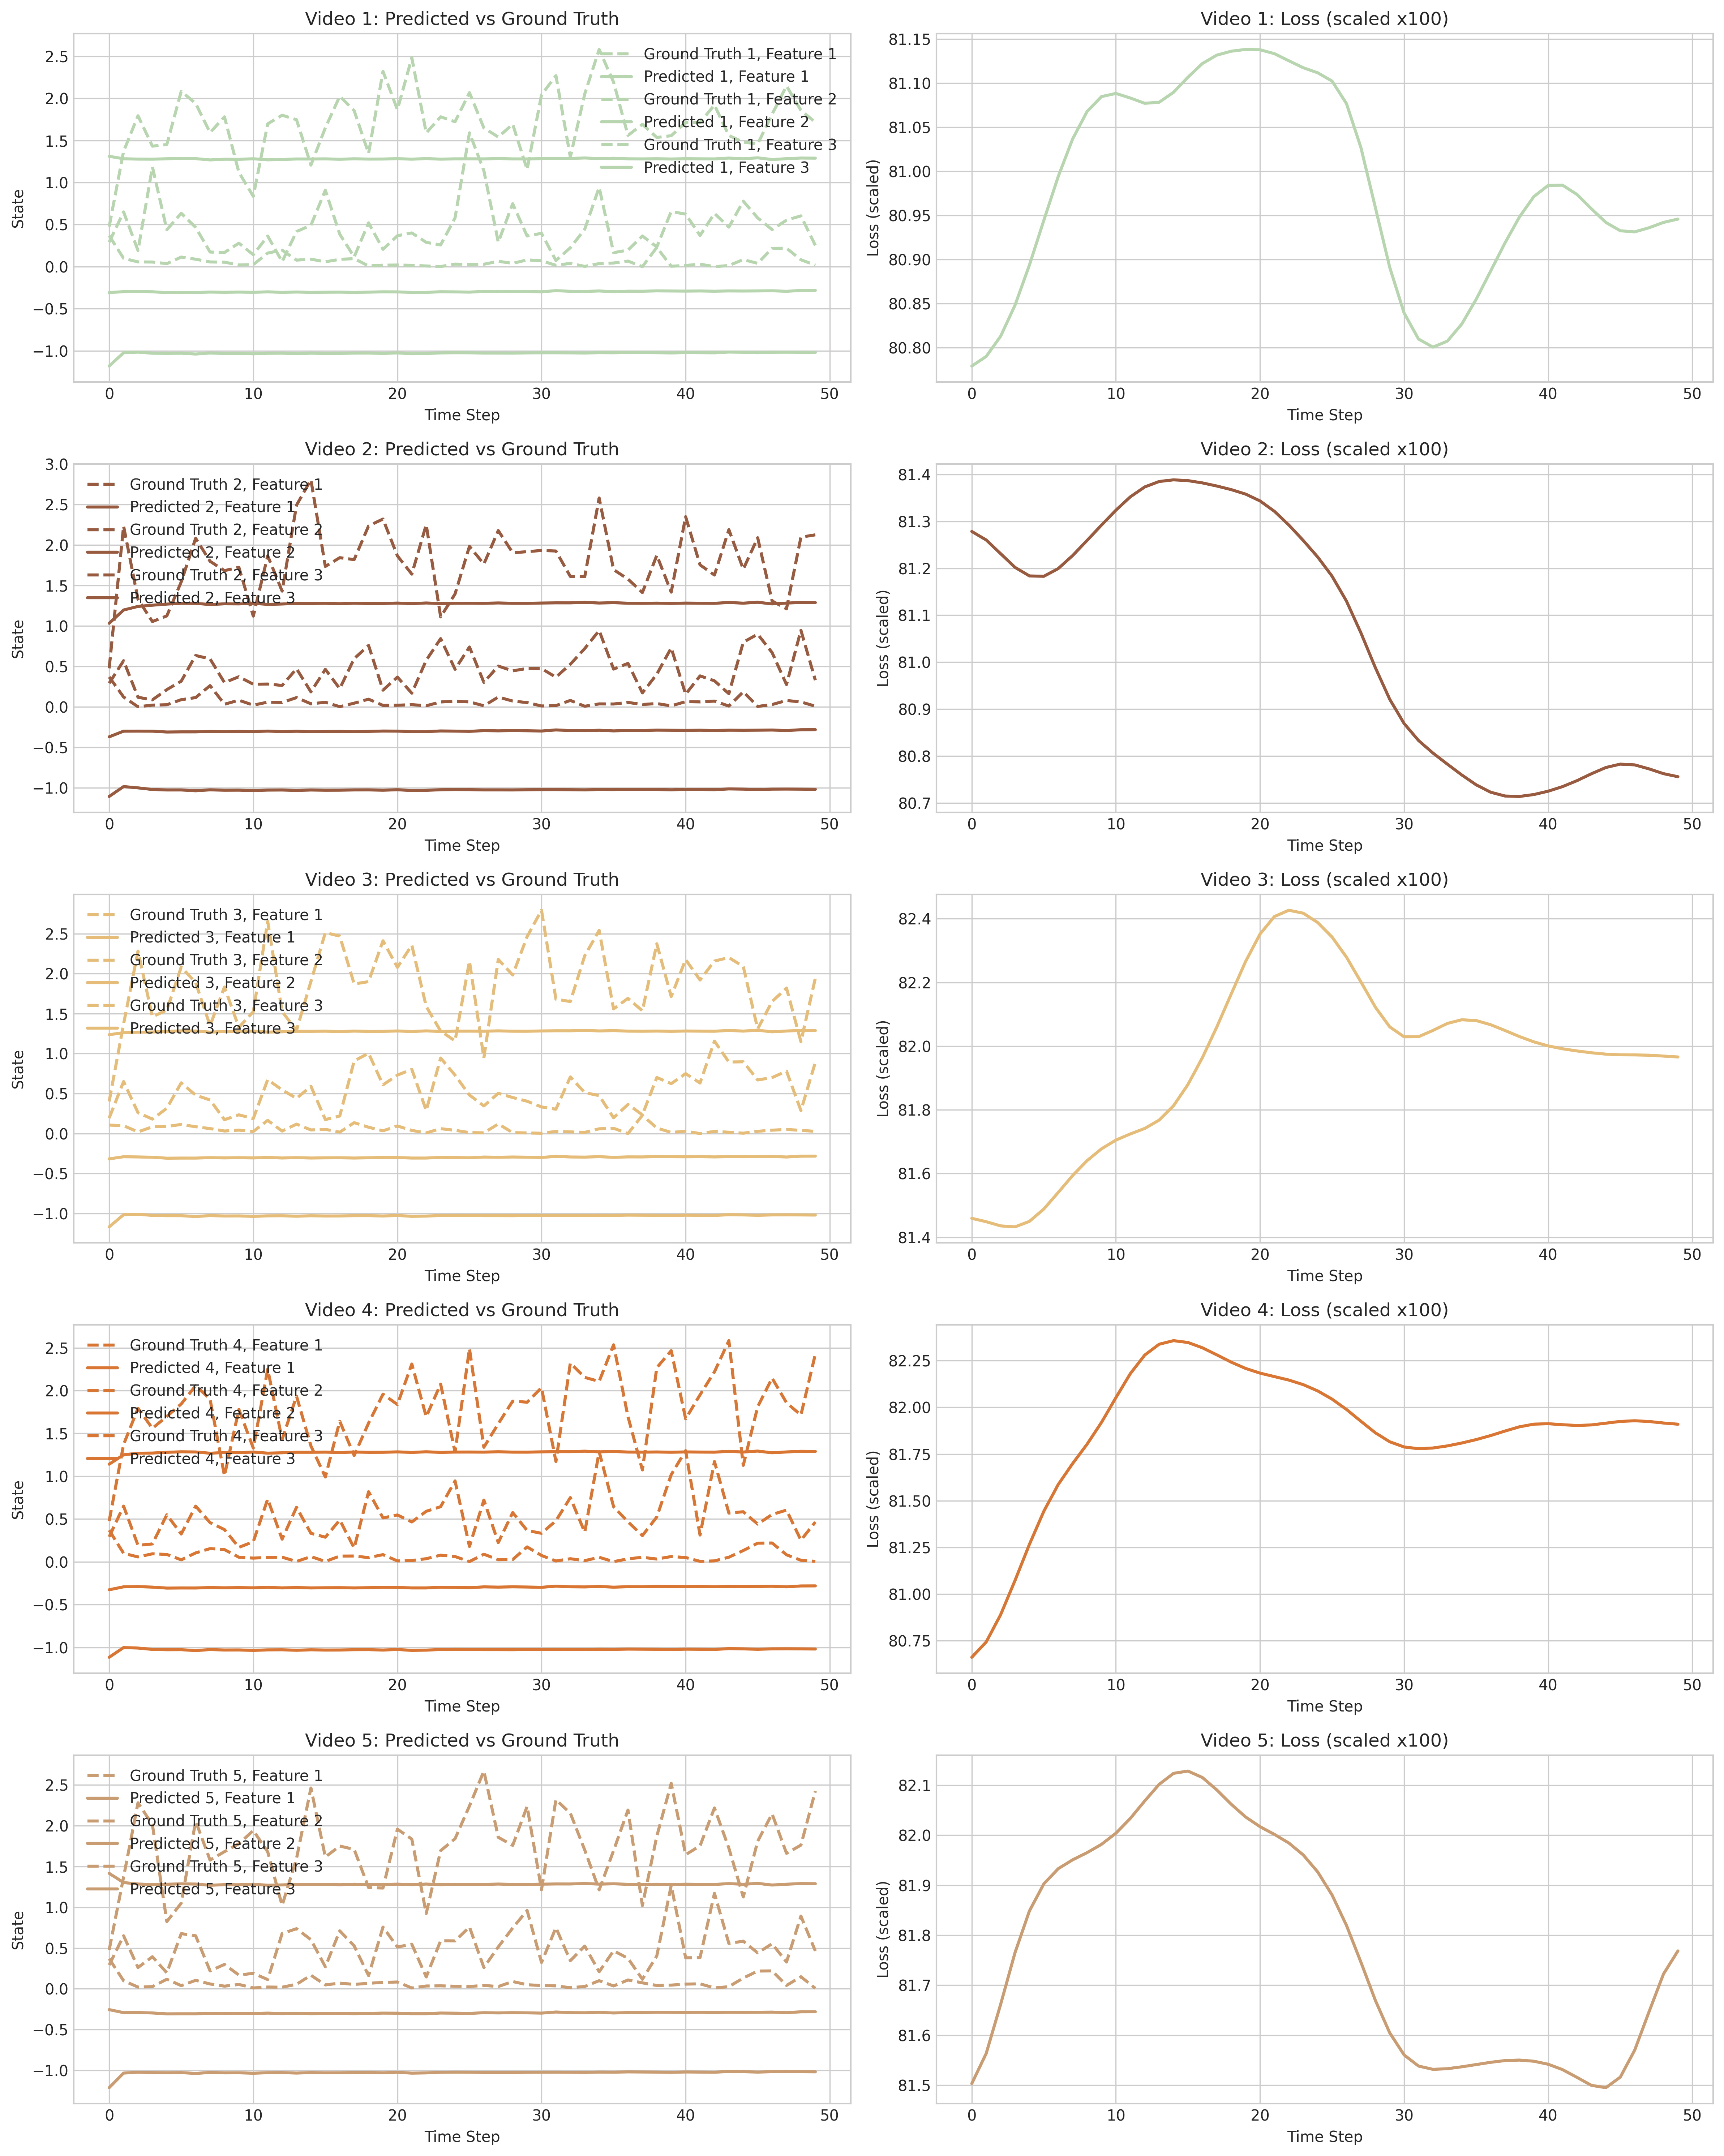 Video 1: Predicted vs Ground Truth
2.5
2.0
1.5
1.0
0.5
0.0
−0.5
−1.0
State
Ground Truth 1, Feature 1
Predicted 1, Feature 1
Ground Truth 1, Feature 2
Predicted 1, Feature 2
Ground Truth 1, Feature 3
Predicted 1, Feature 3
0 10 20 30 40 50
Time Step
Video 1: Loss (scaled x100)
81.15
81.10
81.05
81.00
80.95
80.90
80.85
80.80
Loss (scaled)
0 10 20 30 40 50
Time Step
Video 2: Predicted vs Ground Truth
3.0
2.5
2.0
1.5
1.0
0.5
0.0
−0.5
−1.0
State
Ground Truth 2, Feature 1
Predicted 2, Feature 1
Ground Truth 2, Feature 2
Predicted 2, Feature 2
Ground Truth 2, Feature 3
Predicted 2, Feature 3
0 10 20 30 40 50
Time Step
Video 2: Loss (scaled x100)
81.4
81.3
81.2
81.1
81.0
80.9
80.8
80.7
Loss (scaled)
0 10 20 30 40 50
Time Step
Video 3: Predicted vs Ground Truth
2.5
2.0
1.5
1.0
0.5
0.0
−0.5
−1.0
State
Ground Truth 3, Feature 1
Predicted 3, Feature 1
Ground Truth 3, Feature 2
Predicted 3, Feature 2
Ground Truth 3, Feature 3
Predicted 3, Feature 3
0 10 20 30 40 50
Time Step
Video 3: Loss (scaled x100)
82.4
82.2
82.0
81.8
81.6
81.4
Loss (scaled)
0 10 20 30 40 50
Time Step
Video 4: Predicted vs Ground Truth
2.5
2.0
1.5
1.0
0.5
0.0
−0.5
−1.0
State
Ground Truth 4, Feature 1
Predicted 4, Feature 1
Ground Truth 4, Feature 2
Predicted 4, Feature 2
Ground Truth 4, Feature 3
Predicted 4, Feature 3
0 10 20 30 40 50
Time Step
Video 4: Loss (scaled x100)
82.25
82.00
81.75
81.50
81.25
81.00
80.75
Loss (scaled)
0 10 20 30 40 50
Time Step
Video 5: Predicted vs Ground Truth
2.5
2.0
1.5
1.0
0.5
0.0
−0.5
−1.0
State
Ground Truth 5, Feature 1
Predicted 5, Feature 1
Ground Truth 5, Feature 2
Predicted 5, Feature 2
Ground Truth 5, Feature 3
Predicted 5, Feature 3
0 10 20 30 40 50
Time Step
Video 5: Loss (scaled x100)
82.1
82.0
81.9
81.8
81.7
81.6
81.5
Loss (scaled)
0 10 20 30 40 50
Time Step